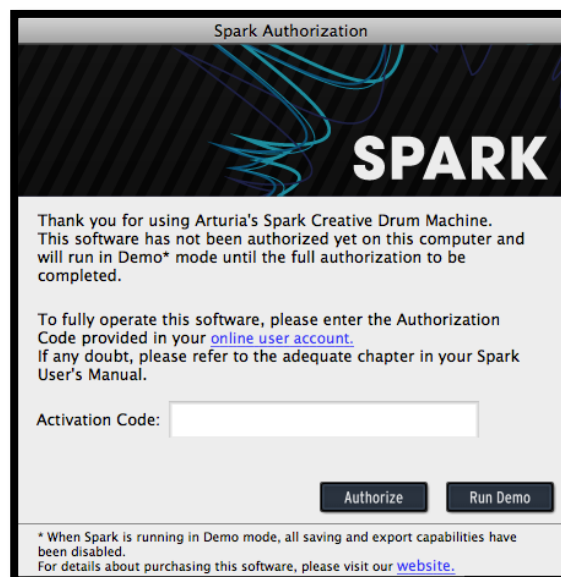 Spark Authorization
SPARK
Thank you for using Arturia's Spark Creative Drum Machine.
This software has not been authorized yet on this computer and
will run in Demo* mode until the full authorization to be
completed.
To fully operate this software, please enter the Authorization
Code provided in your online user account.
If any doubt, please refer to the adequate chapter in your Spark
User's Manual.
Activation Code:
Authorize Run Demo
* When Spark is running in Demo mode, all saving and export capabilities have
been disabled.
For details about purchasing this software, please visit our website.